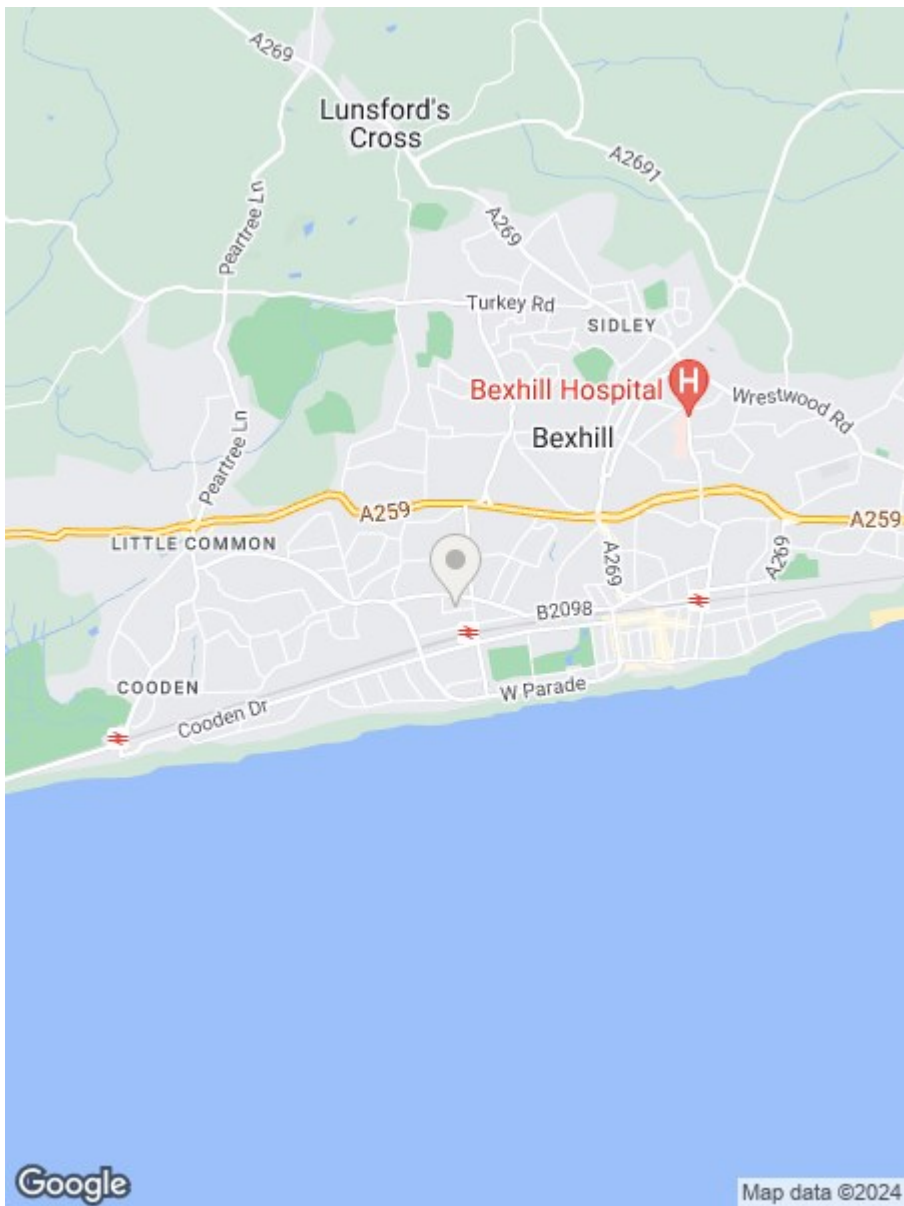 A269
Lunsford's
Cross
A2691
Peartree Ln
A269
Turkey Rd
SIDLEY
Bexhill Hospital
H
Wrestwood Rd
Bexhill
Peartree Ln
A259
A259
LITTLE COMMON
A269
A269
B2098
COODEN
W Parade
Cooden Dr
Google
Map data ©2024